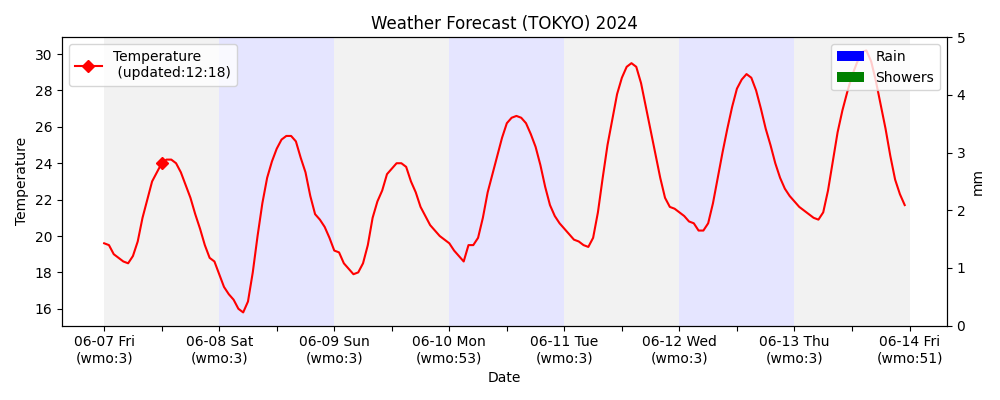 Weather Forecast (TOKYO) 2024
Temperature
(updated:12:18)
Rain
Showers
30
28
26
24
22
20
18
16
Temperature
5
4
3
2
1
0
mm
06-07 Fri
(wmo:3)
06-08 Sat
(wmo:3)
06-09 Sun
(wmo:3)
06-10 Mon
(wmo:53)
06-11 Tue
(wmo:3)
06-12 Wed
(wmo:3)
06-13 Thu
(wmo:3)
06-14 Fri
(wmo:51)
Date